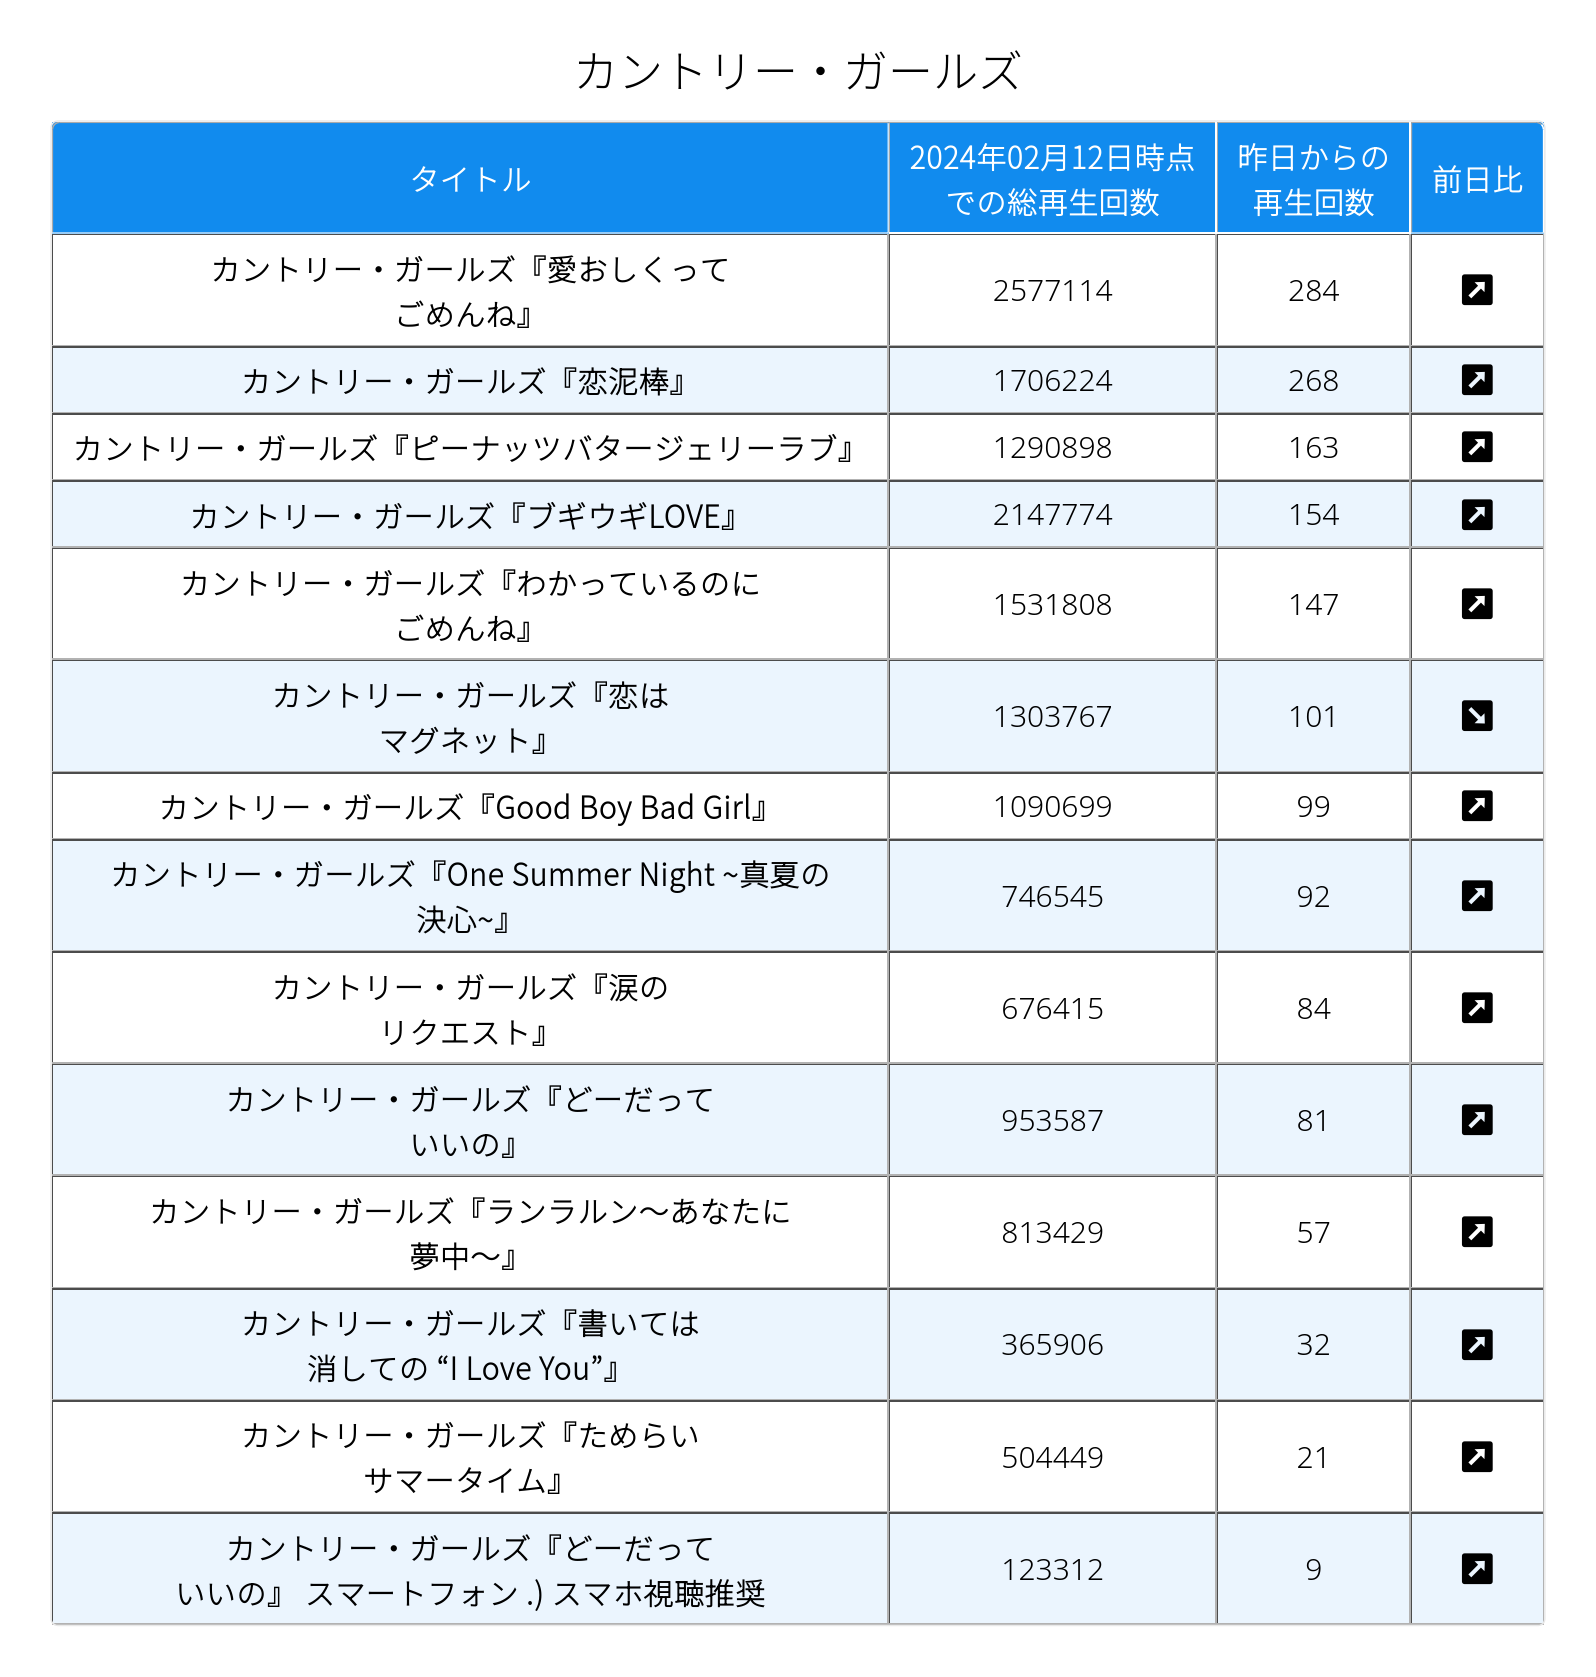 カントリー・ガールズ
タイトル
2024年02月12日時点
での総再生回数
昨日からの
再生回数
前日比
カントリー・ガールズ『愛おしくって
ごめんね』
2577114
284
カントリー・ガールズ『恋泥棒』
1706224
268
カントリー・ガールズ『ピーナッツバタージェリーラブ』
1290898
163
カントリー・ガールズ『ブギウギLOVE』
2147774
154
カントリー・ガールズ『わかっているのに
ごめんね』
1531808
147
カントリー・ガールズ『恋は
マグネット』
1303767
101
カントリー・ガールズ『Good Boy Bad Girl』
1090699
99
カントリー・ガールズ『One Summer Night ~真夏の
決心~』
746545
92
カントリー・ガールズ『涙の
リクエスト』
676415
84
カントリー・ガールズ『どーだって
いいの』
953587
81
カントリー・ガールズ『ランラルン〜あなたに
夢中〜』
813429
57
カントリー・ガールズ『書いては
消しての “I Love You”』
365906
32
カントリー・ガールズ『ためらい
サマータイム』
504449
21
カントリー・ガールズ『どーだって
いいの』 スマートフォン .) スマホ視聴推奨
123312
9